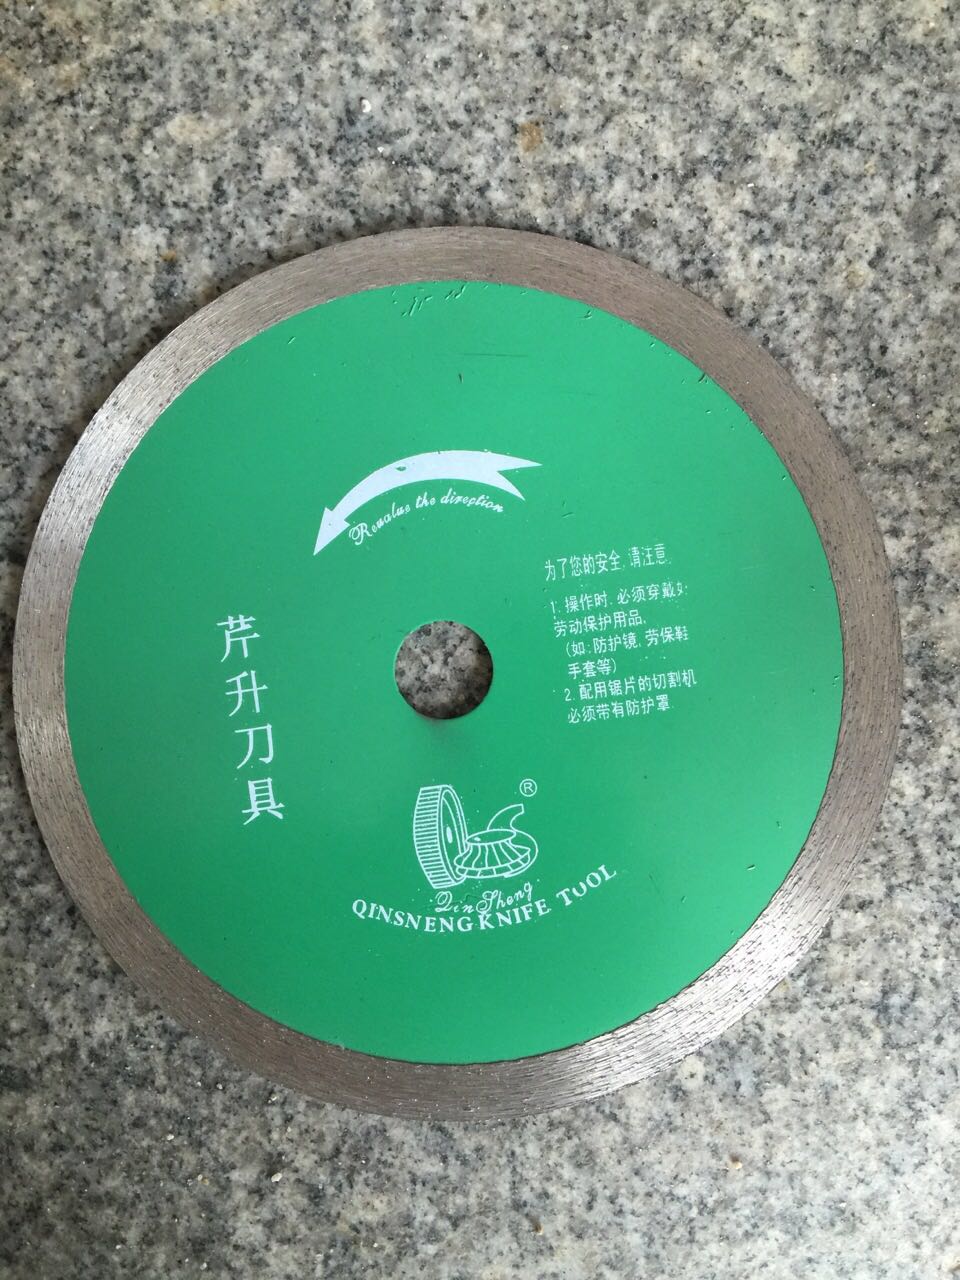 Revalue the direction
为了您的安全,请注意
1.操作时.必须穿戴好
劳动保护用品,
(如:防护镜,劳保鞋
手套等)
2.配用锯片的切割机
必须带有防护罩.
芹升刀具
®
QinSheng
QINSNENG KNIFE TOOL